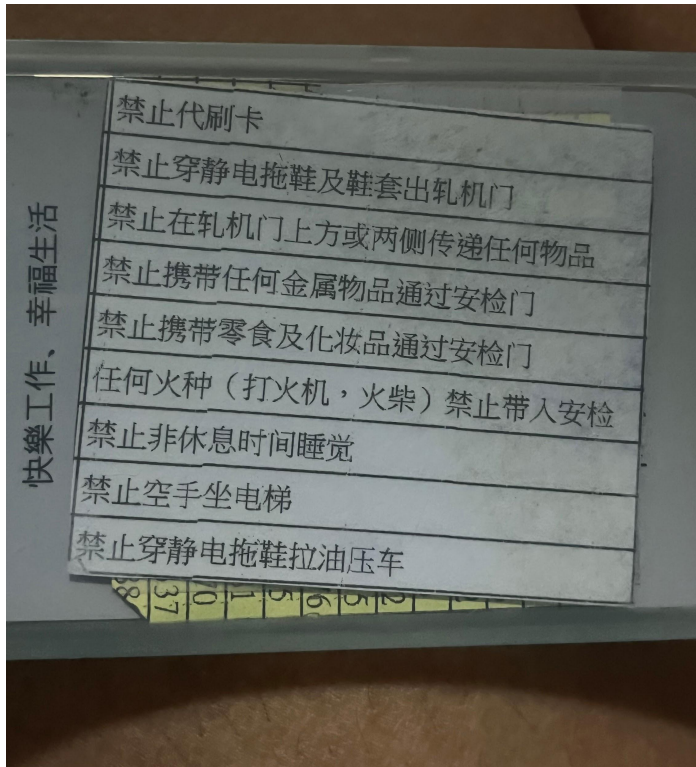 禁止代刷卡
禁止穿静电拖鞋及鞋套出轧机门
禁止在轧机门上方或两侧传递任何物品
禁止携带任何金属物品通过安检门
禁止携带零食及化妆品通过安检门
任何火种（打火机，火柴）禁止带入安检
禁止非休息时间睡觉
禁止空手坐电梯
禁止穿静电拖鞋拉油压车
快樂工作、幸福生活
37
70